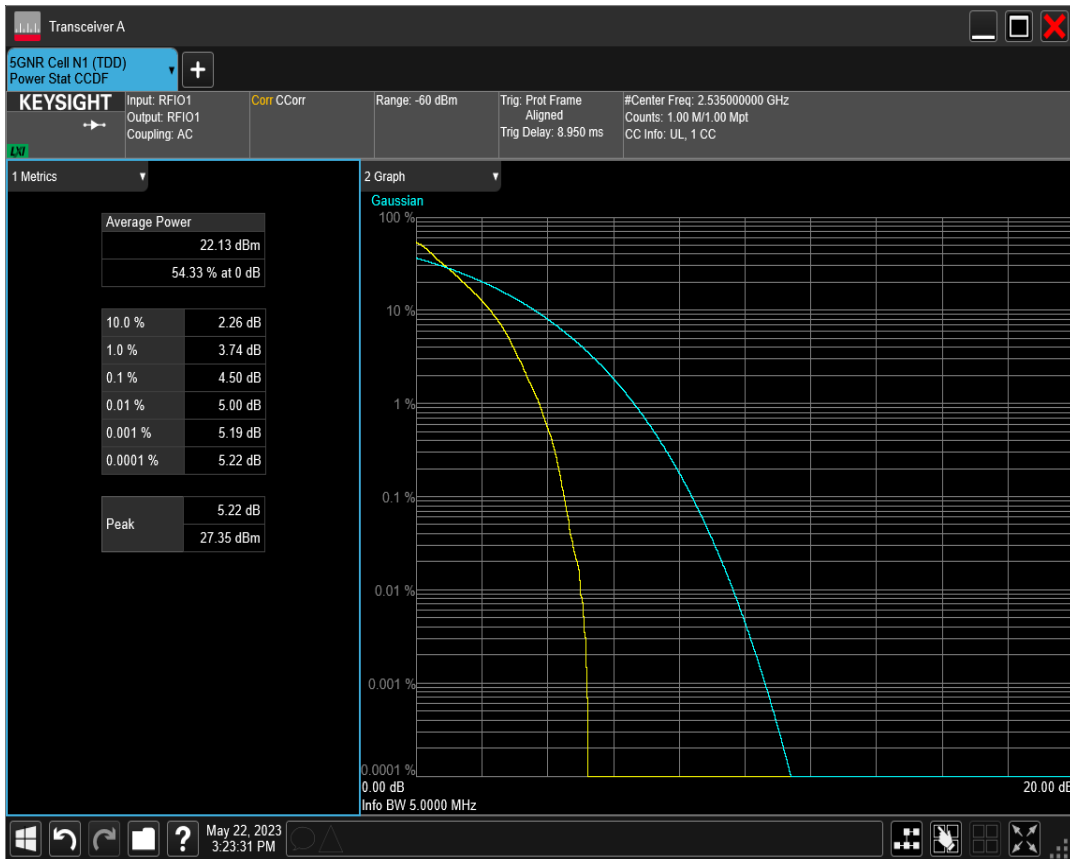 Transceiver A
5GNR Cell N1 (TDD)
Power Stat CCDF
KEYSIGHT
LXI
Input: RFIO1
Output: RFIO1
Coupling: AC
Corr CCorr
Range: -60 dBm
Trig: Prot Frame
Aligned
Trig Delay: 8.950 ms
#Center Freq: 2.535000000 GHz
Counts: 1.00 M/1.00 Mpt
CC Info: UL, 1 CC
1 Metrics
Average Power
22.13 dBm
54.33 % at 0 dB
10.0 % 2.26 dB
1.0 % 3.74 dB
0.1 % 4.50 dB
0.01 % 5.00 dB
0.001 % 5.19 dB
0.0001 % 5.22 dB
Peak
5.22 dB
27.35 dBm
2 Graph
Gaussian
100 %
10 %
1 %
0.1 %
0.01 %
0.001 %
0.0001 %
0.00 dB 20.00 dB
Info BW 5.0000 MHz
May 22, 2023
3:23:31 PM